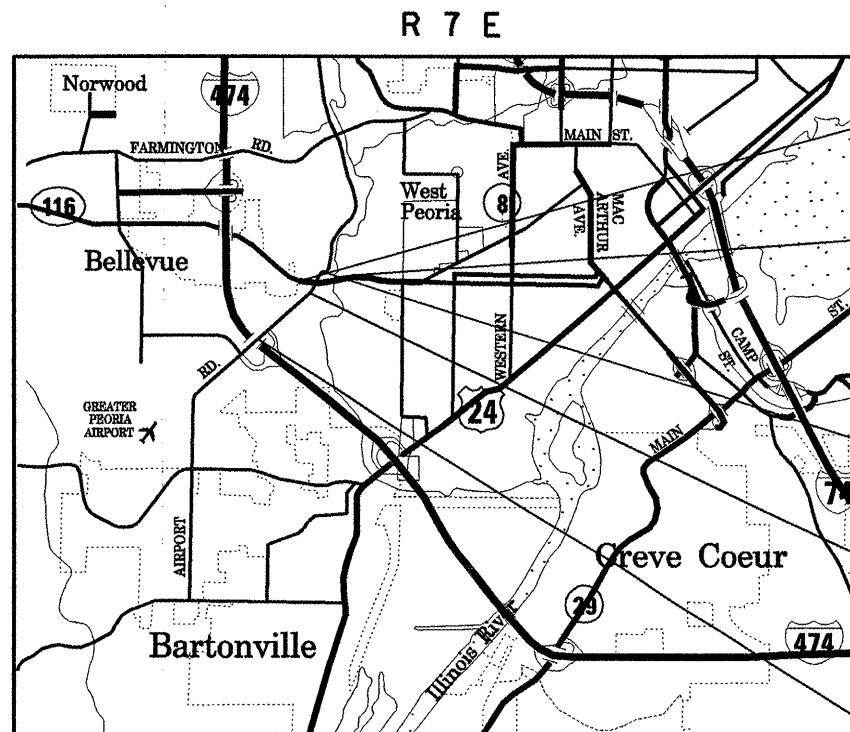 R 7 E
Norwood
474
FARMINGTON RD.
MAIN ST.
AVE.
116
West
Peoria
8
MAC
ARTHUR
AVE.
Bellevue
WESTERN
CAMP
ST.
ST.
RD.
24
GREATER
PEORIA
AIRPORT
MAIN
74
AIRPORT
Creve Coeur
29
Illinois River
Bartonville
474